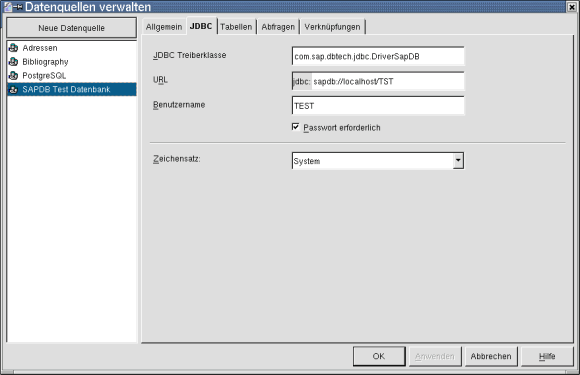 Datenquellen verwalten
Neue Datenquelle
Adressen
Bibliography
PostgreSQL
SAPDB Test Datenbank
Allgemein JDBC Tabellen Abfragen Verknüpfungen
JDBC Treiberklasse com.sap.dbtech.jdbc.DriverSapDB
URL jdbc: sapdb://localhost/TST
Benutzername TEST
Passwort erforderlich
Zeichensatz: System
OK Anwenden Abbrechen Hilfe